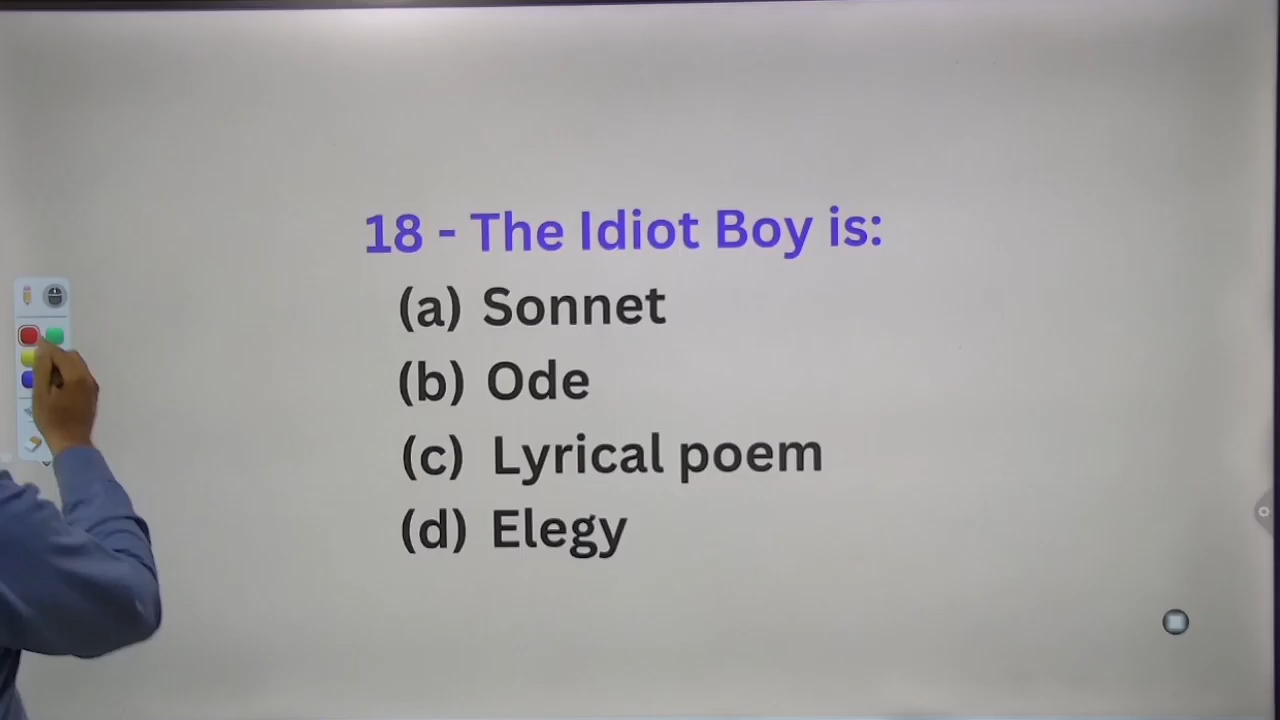 18 - The Idiot Boy is:
(a) Sonnet
(b) Ode
(c) Lyrical poem
(d) Elegy